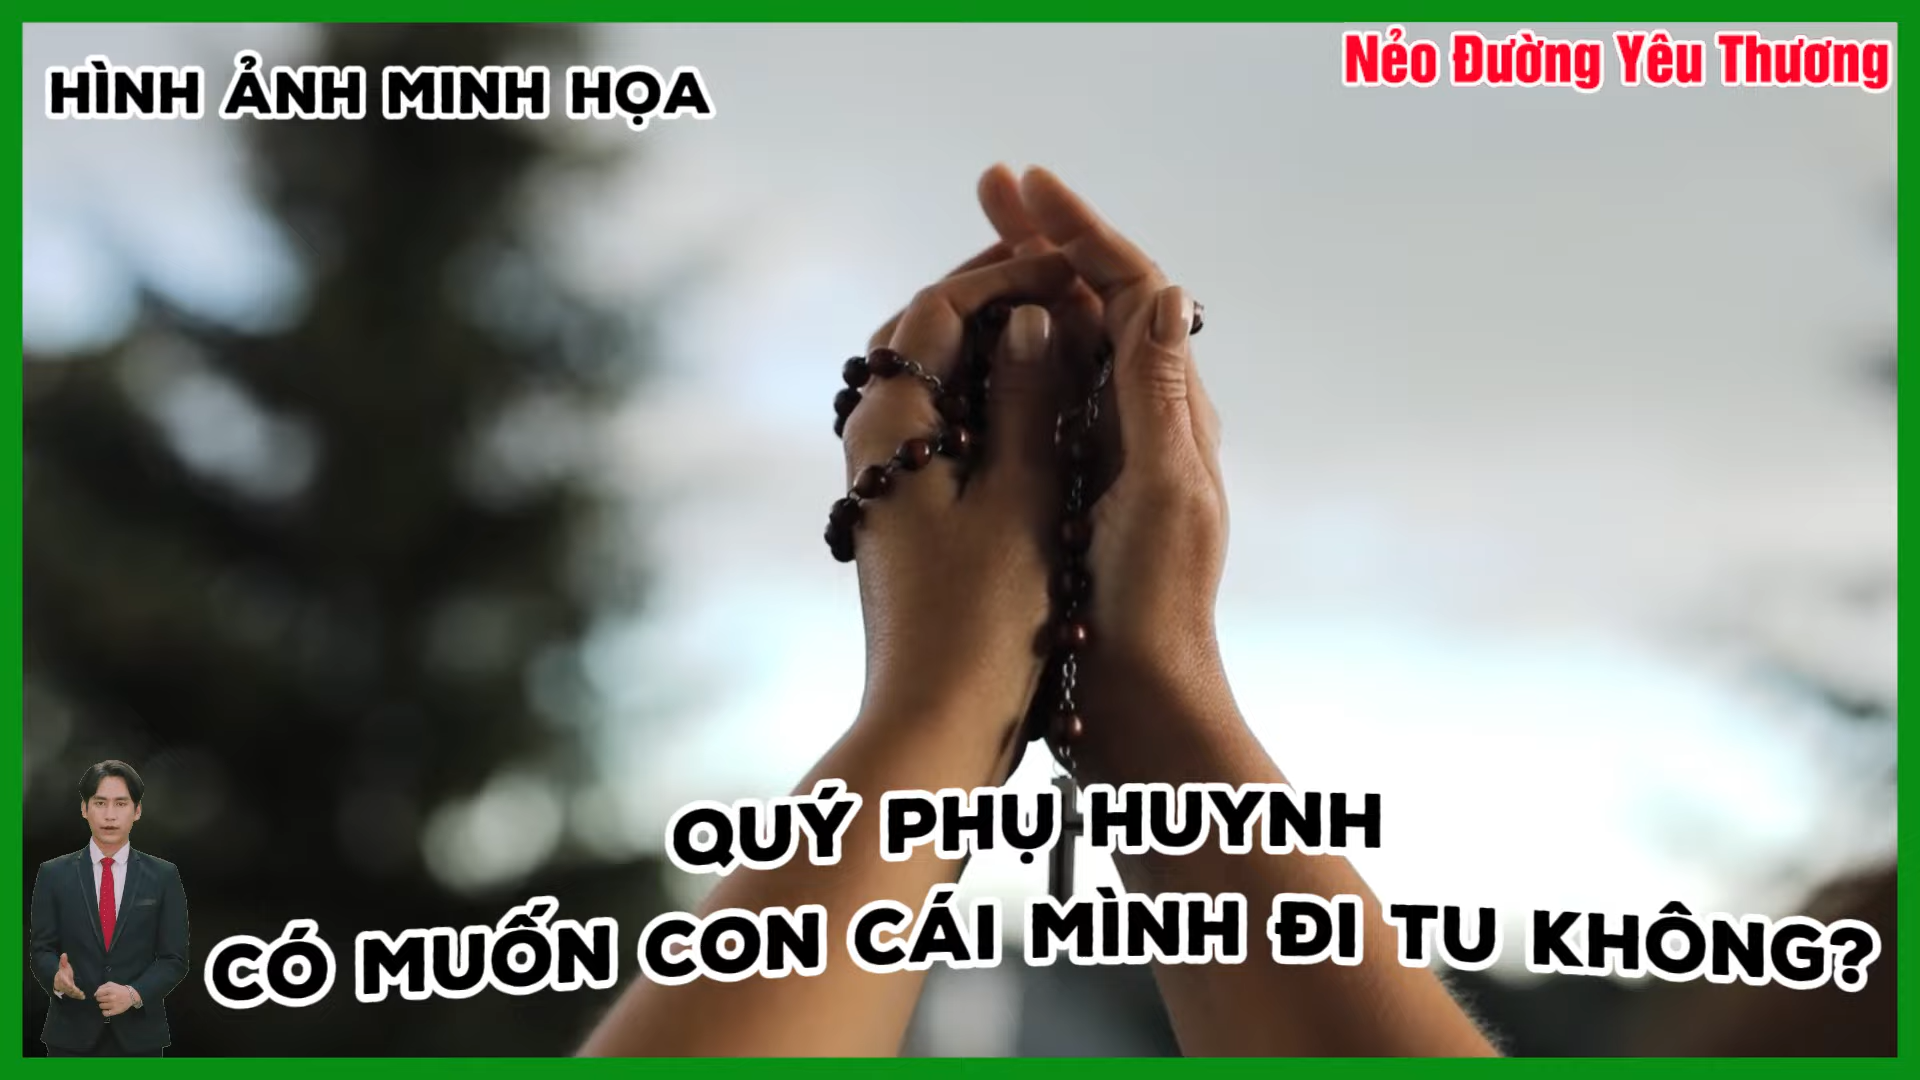 HÌNH ẢNH MINH HỌA
Nẻo Đường Yêu Thương
QUÝ PHỤ HUYNH
CÓ MUỐN CON CÁI MÌNH ĐI TU KHÔNG?